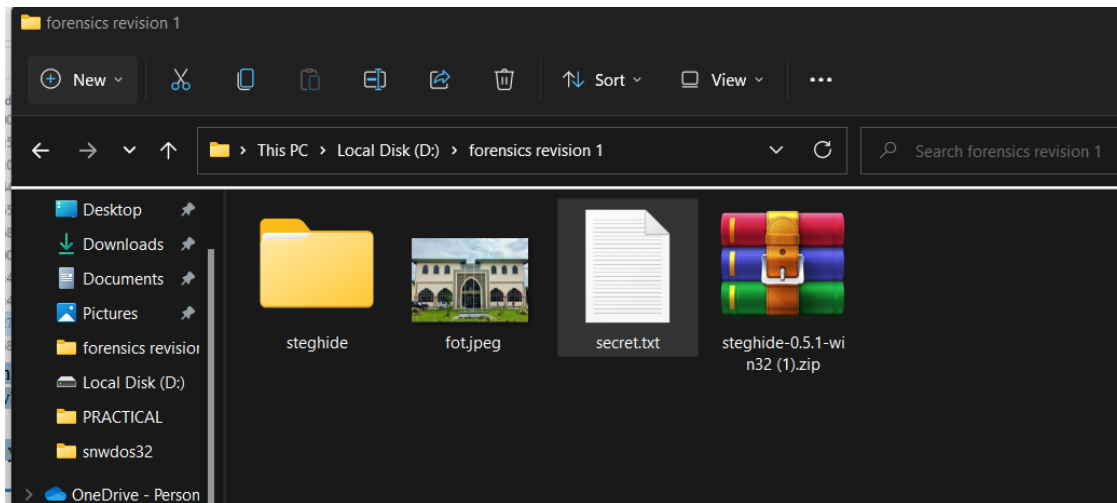 forensics revision 1
New
Sort
View
This PC > Local Disk (D:) > forensics revision 1
Search forensics revision 1
Desktop
Downloads
Documents
Pictures
forensics revisior
Local Disk (D:)
PRACTICAL
snwdos32
OneDrive - Person
steghide
fot.jpeg
secret.txt
steghide-0.5.1-wi
n32 (1).zip